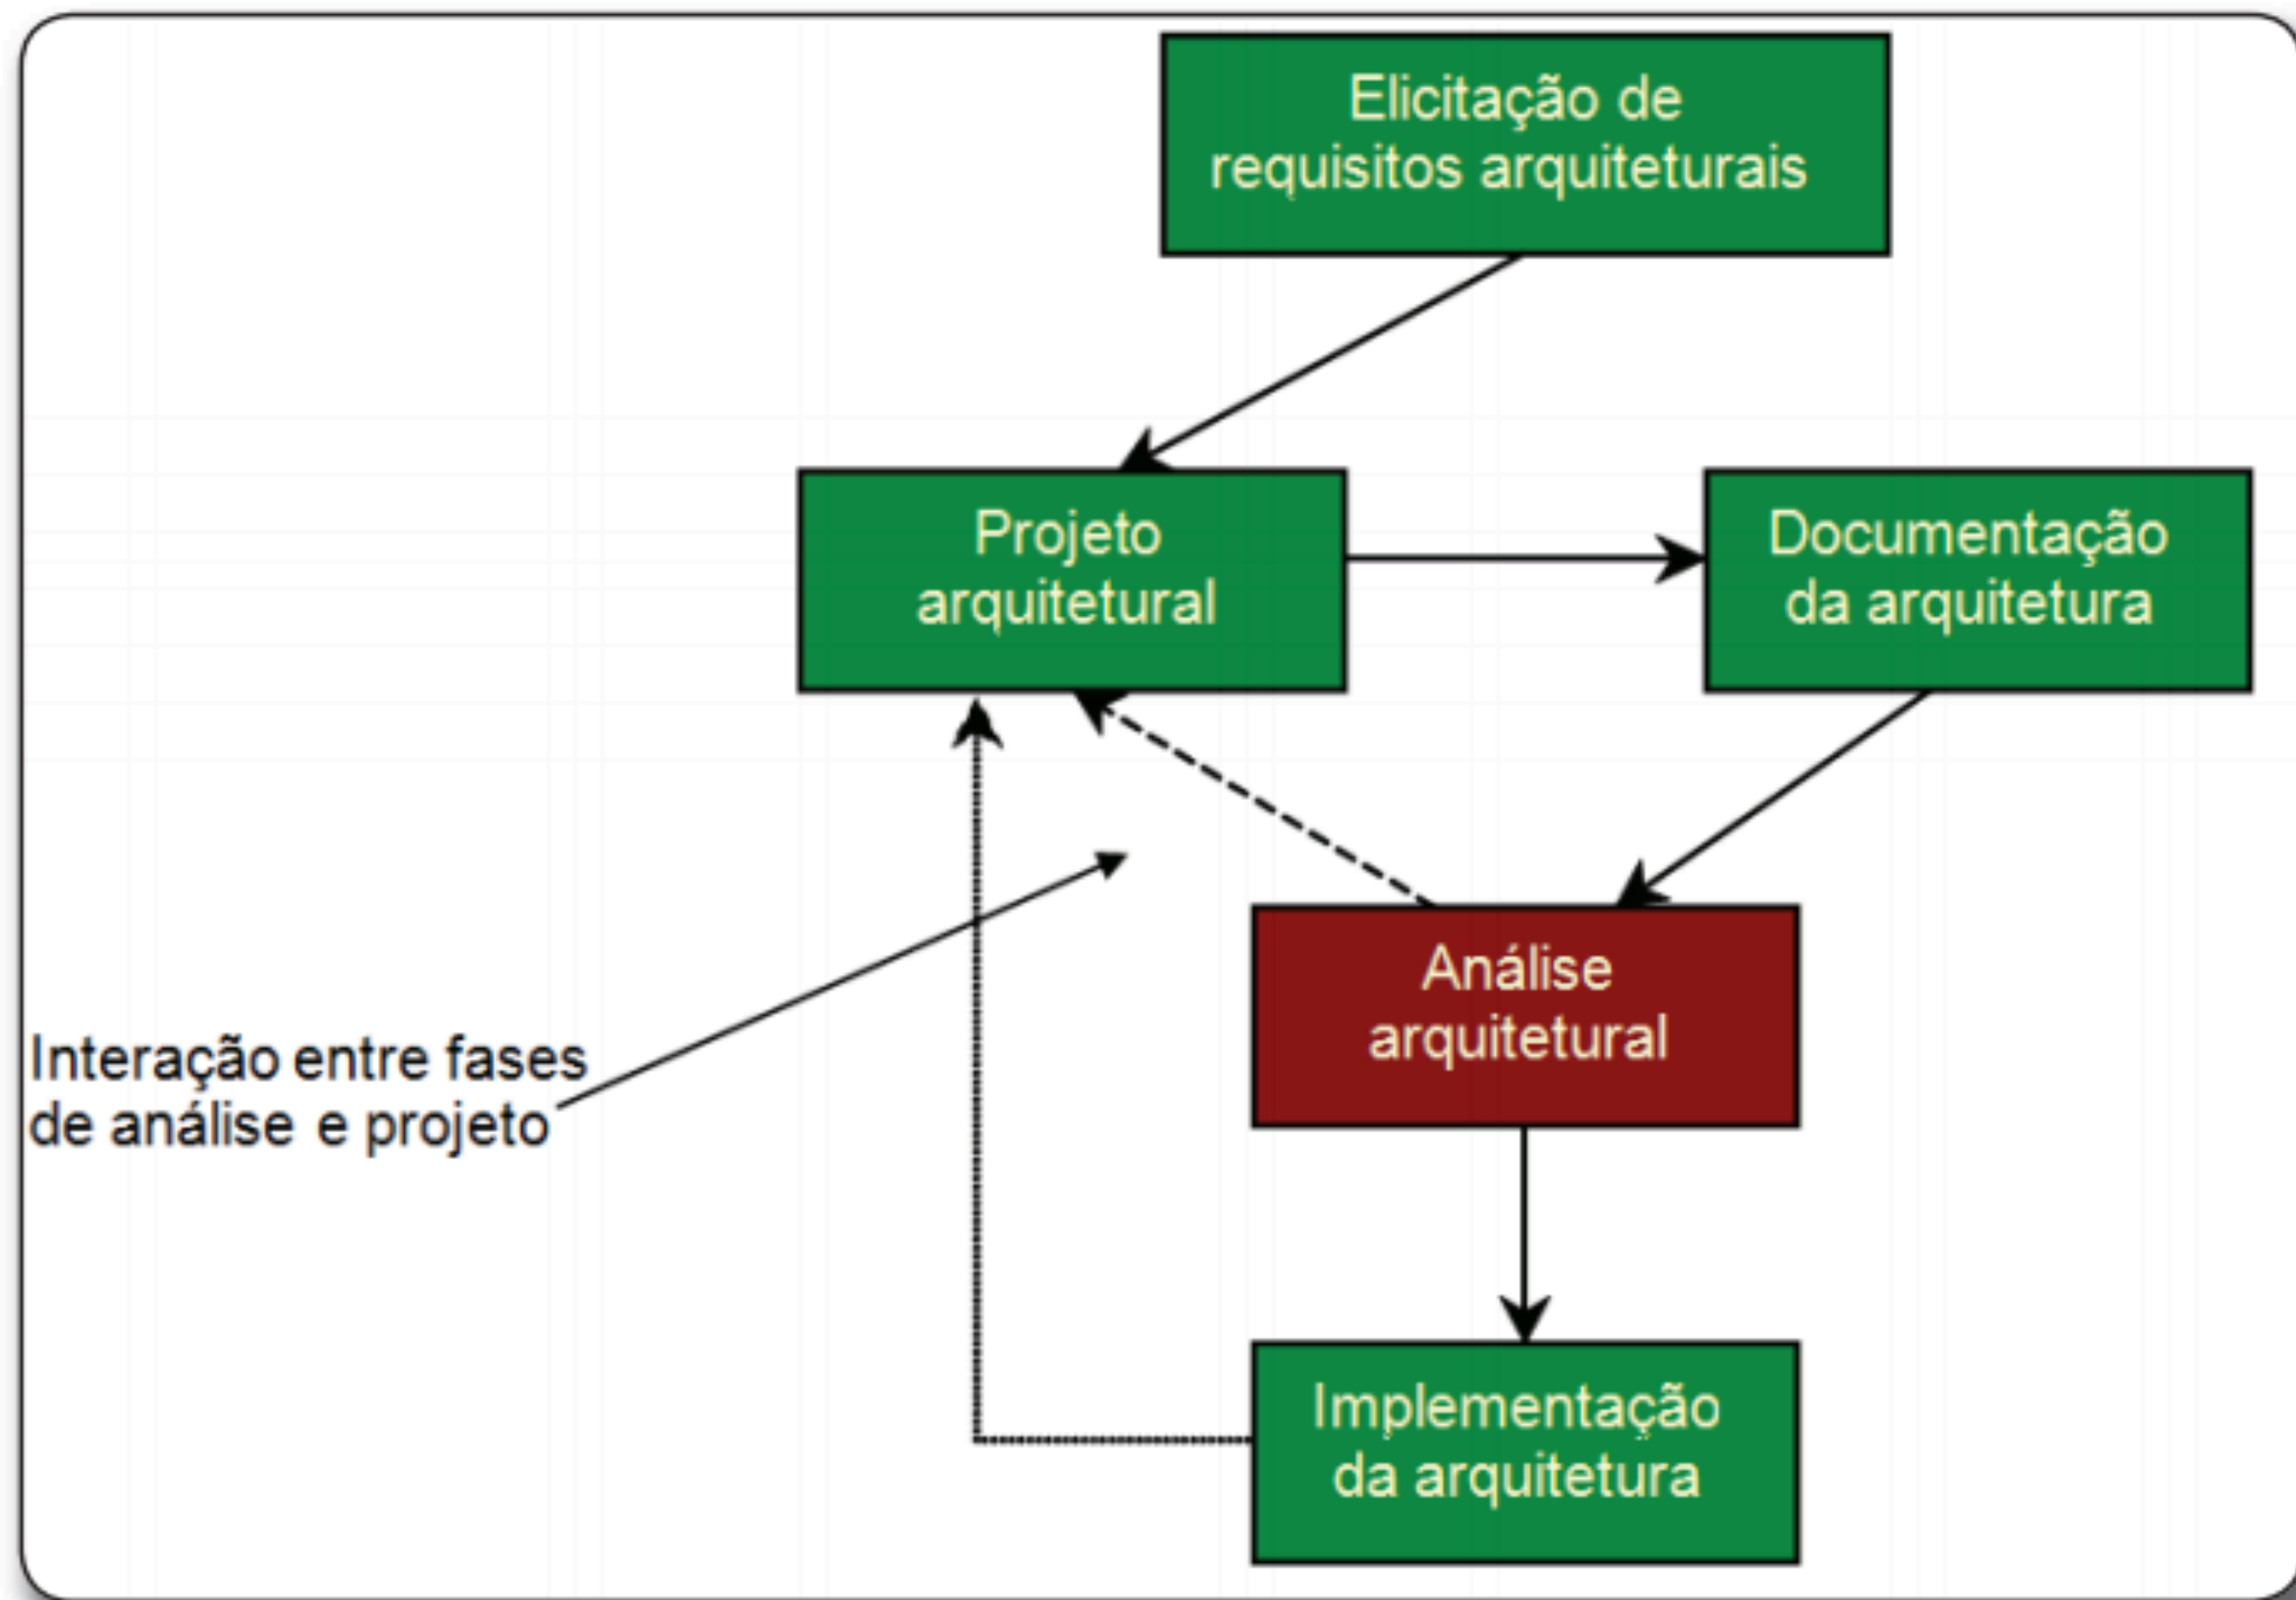 Elicitação de
requisitos arquiteturais
Projeto
arquitetural
Documentação
da arquitetura
Análise
arquitetural
Interação entre fases
de análise e projeto
Implementação
da arquitetura